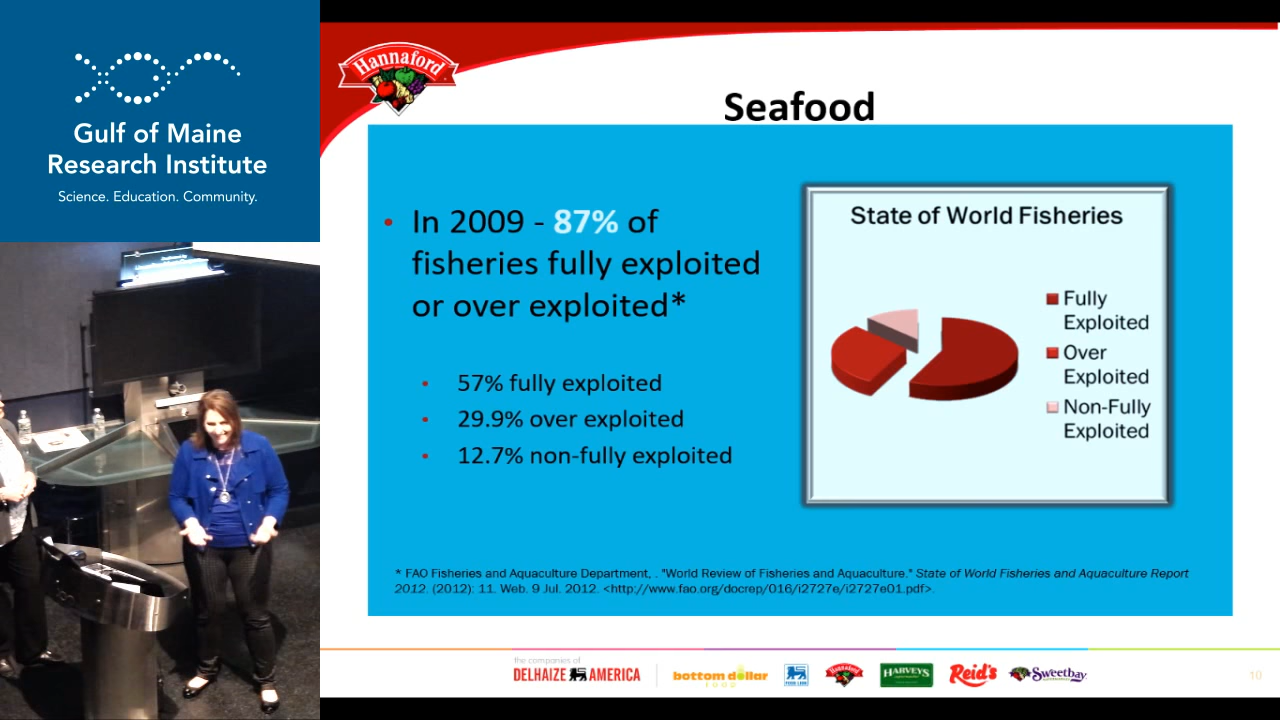 Gulf of Maine
Research Institute
Science. Education. Community.
Hannaford
Seafood
• In 2009 - 87% of
fisheries fully exploited
or over exploited*
• 57% fully exploited
• 29.9% over exploited
• 12.7% non-fully exploited
State of World Fisheries
Fully
Exploited
Over
Exploited
Non-Fully
Exploited
* FAO Fisheries and Aquaculture Department, . "World Review of Fisheries and Aquaculture." State of World Fisheries and Aquaculture Report
2012. (2012): 11. Web. 9 Jul. 2012. <http://www.fao.org/docrep/016/i2727e/i2727e01.pdf>.
the companies of
DELHAIZE AMERICA
bottom dollar
FOOD
FOOD LION
Hannaford
HARVEYS
Reid's
Sweetbay
10